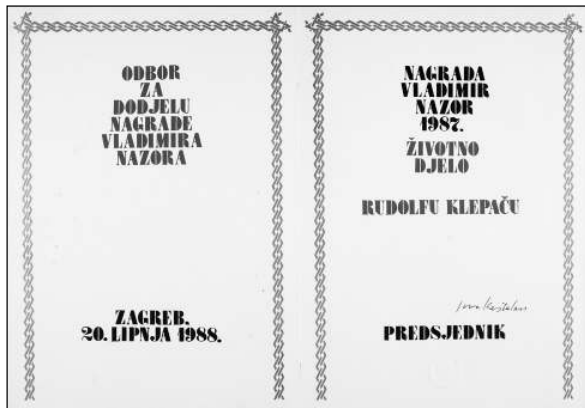 ODBOR
ZA
DODJELU
NAGRADE
VLADIMIRA
NAZORA
ZAGREB,
20. LIPNJA 1988.
NAGRADA
VLADIMIR
NAZOR
1987.
ŽIVOTNO
DJELO
RUDOLFU KLEPAČU
PREDSJEDNIK